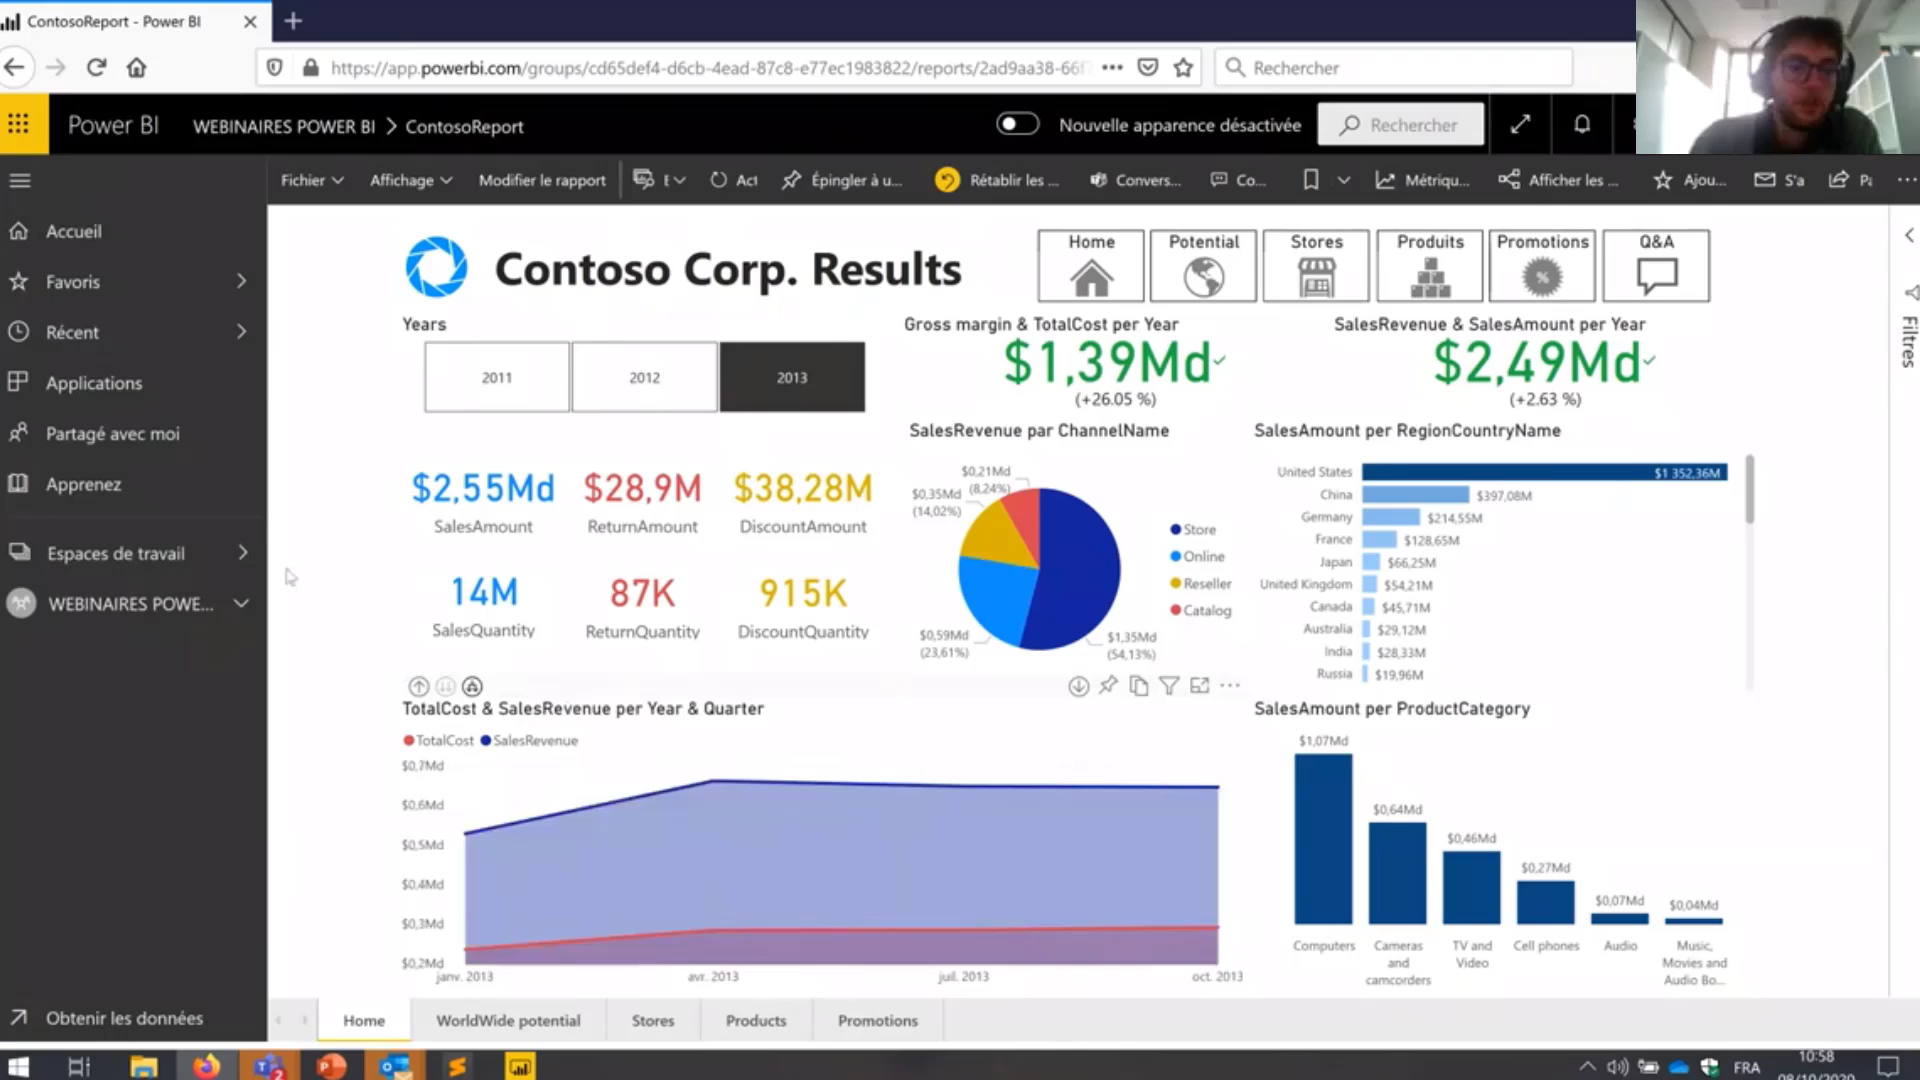 ContosoReport - Power BI
https://app.powerbi.com/groups/cd65def4-d6cb-4ead-87c8-e77ec1983822/reports/2ad9aa38-66f
Rechercher
Power BI
WEBINAIRES POWER BI > ContosoReport
Nouvelle apparence désactivée
Rechercher
Fichier
Affichage
Modifier le rapport
E
Act
Épingler à u...
Rétablir les ...
Convers...
Co...
Métriqu...
Afficher les ...
Ajou...
S'a
Accueil
Favoris
Récent
Applications
Partagé avec moi
Apprenez
Espaces de travail
WEBINAIRES POWE...
Obtenir les données
Contoso Corp. Results
Home
Potential
Stores
Produits
Promotions
Q&A
Filtres
Years
2011
2012
2013
Gross margin & TotalCost per Year
$1,39Md
(+26.05 %)
SalesRevenue & SalesAmount per Year
$2,49Md
(+2.63 %)
$2,55Md
SalesAmount
$28,9M
ReturnAmount
$38,28M
DiscountAmount
14M
SalesQuantity
87K
ReturnQuantity
915K
DiscountQuantity
SalesRevenue par ChannelName
$0,21Md
(8,24%)
$0,35Md
(14,02%)
$0,59Md
(23,61%)
$1,35Md
(54,13%)
Store
Online
Reseller
Catalog
SalesAmount per RegionCountryName
United States $1 352,36M
China $397,08M
Germany $214,55M
France $128,65M
Japan $66,25M
United Kingdom $54,21M
Canada $45,71M
Australia $29,12M
India $28,33M
Russia $19,96M
TotalCost & SalesRevenue per Year & Quarter
TotalCost SalesRevenue
$0,7Md
$0,6Md
$0,5Md
$0,4Md
$0,3Md
$0,2Md
janv. 2013
avr. 2013
juil. 2013
oct. 2013
SalesAmount per ProductCategory
$1,07Md
$0,64Md
$0,46Md
$0,27Md
$0,07Md
$0,04Md
Computers
Cameras
and
camcorders
TV and
Video
Cell phones
Audio
Music,
Movies and
Audio Bo...
Home
WorldWide potential
Stores
Products
Promotions
FRA
10:58